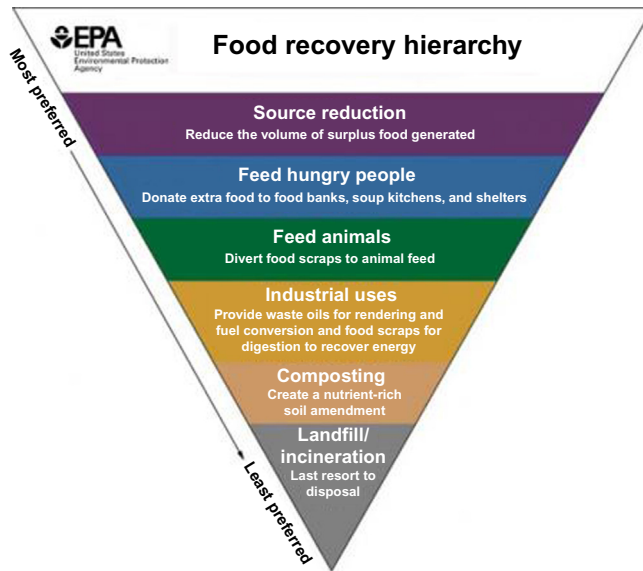 EPA
United States
Environmental Protection
Agency
Food recovery hierarchy
Most preferred
Source reduction
Reduce the volume of surplus food generated
Feed hungry people
Donate extra food to food banks, soup kitchens, and shelters
Feed animals
Divert food scraps to animal feed
Industrial uses
Provide waste oils for rendering and
fuel conversion and food scraps for
digestion to recover energy
Composting
Create a nutrient-rich
soil amendment
Landfill/
incineration
Last resort to
disposal
Least preferred